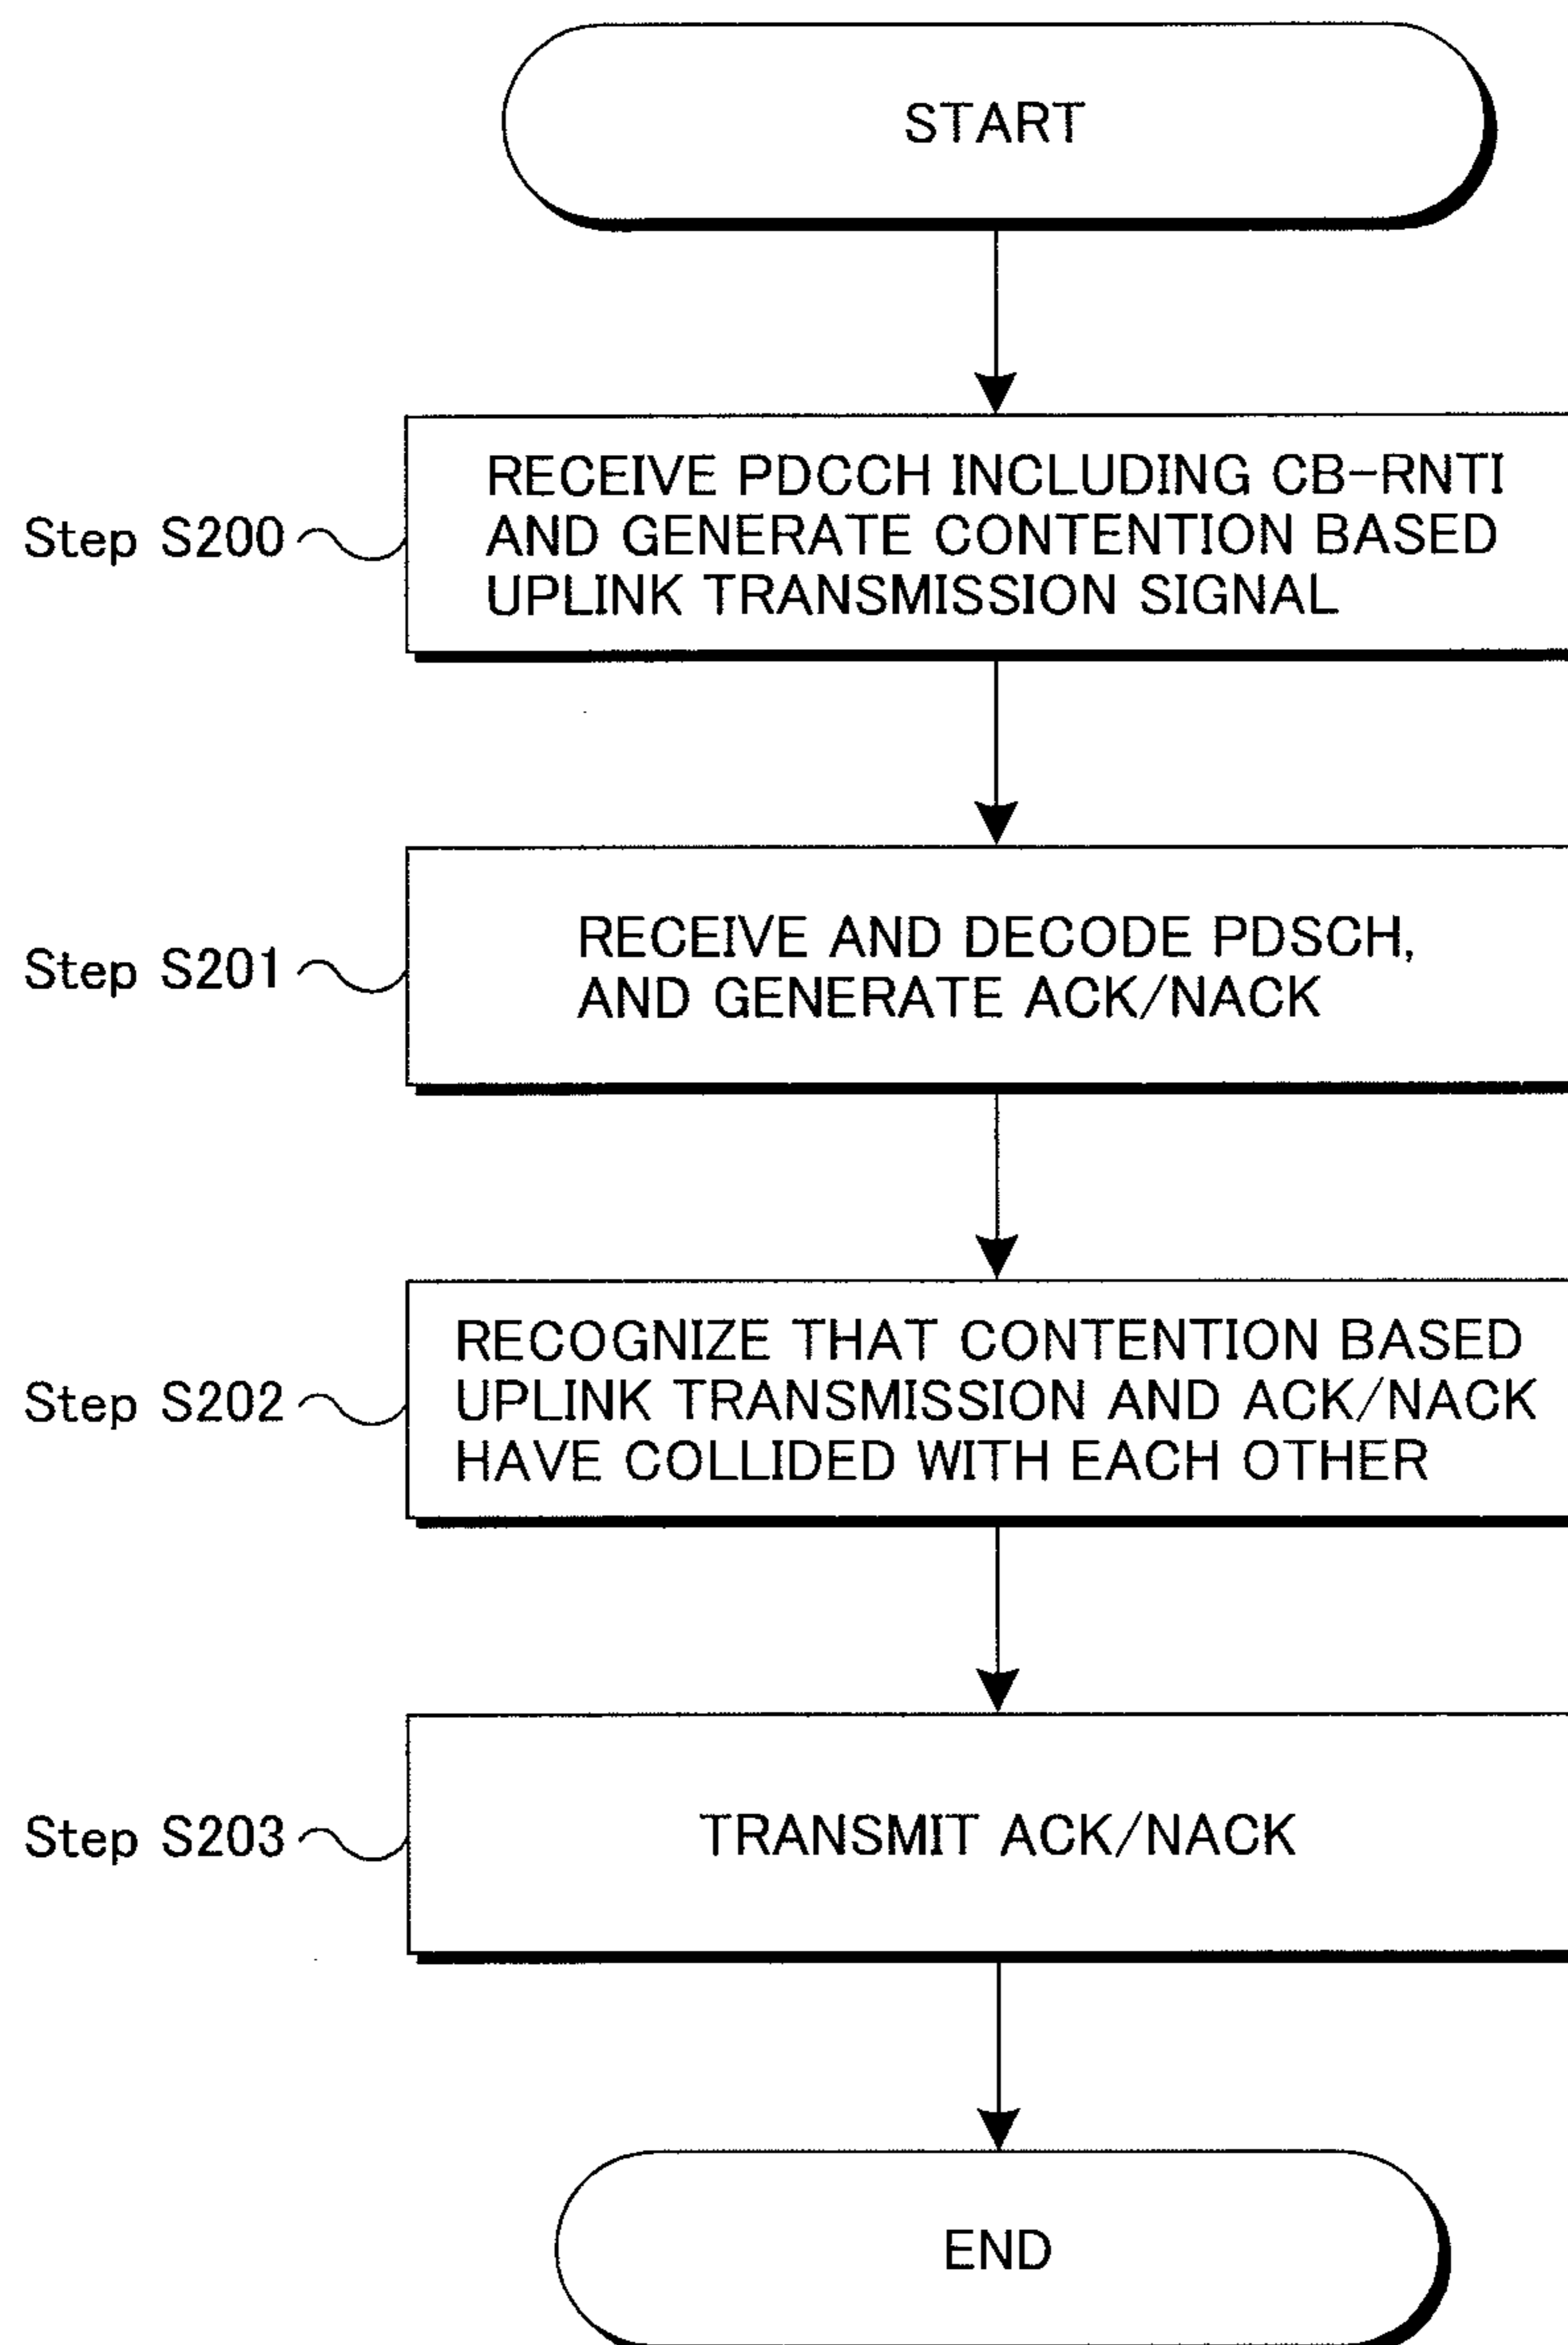 START
RECEIVE PDCCH INCLUDING CB-RNTI
AND GENERATE CONTENTION BASED
UPLINK TRANSMISSION SIGNAL
Step S200
RECEIVE AND DECODE PDSCH,
AND GENERATE ACK/NACK
Step S201
RECOGNIZE THAT CONTENTION BASED
UPLINK TRANSMISSION AND ACK/NACK
HAVE COLLIDED WITH EACH OTHER
Step S202
TRANSMIT ACK/NACK
Step S203
END